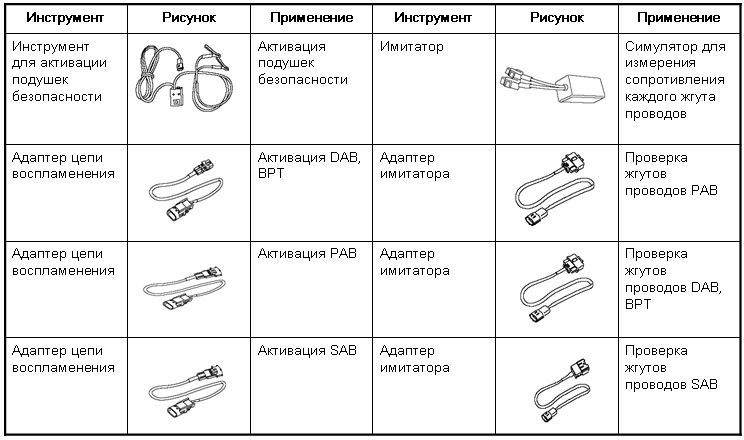 Инструмент Рисунок Применение Инструмент Рисунок Применение
Инструмент
для активации
подушек
безопасности
Активация
подушек
безопасности
Имитатор
Симулятор для
измерения
сопротивления
каждого жгута
проводов
Адаптер цепи
воспламенения
Активация DAB,
BPT
Адаптер
имитатора
Проверка
жгутов
проводов PAB
Адаптер цепи
воспламенения
Активация PAB
Адаптер
имитатора
Проверка
жгутов
проводов DAB,
BPT
Адаптер цепи
воспламенения
Активация SAB
Адаптер
имитатора
Проверка
жгутов
проводов SAB